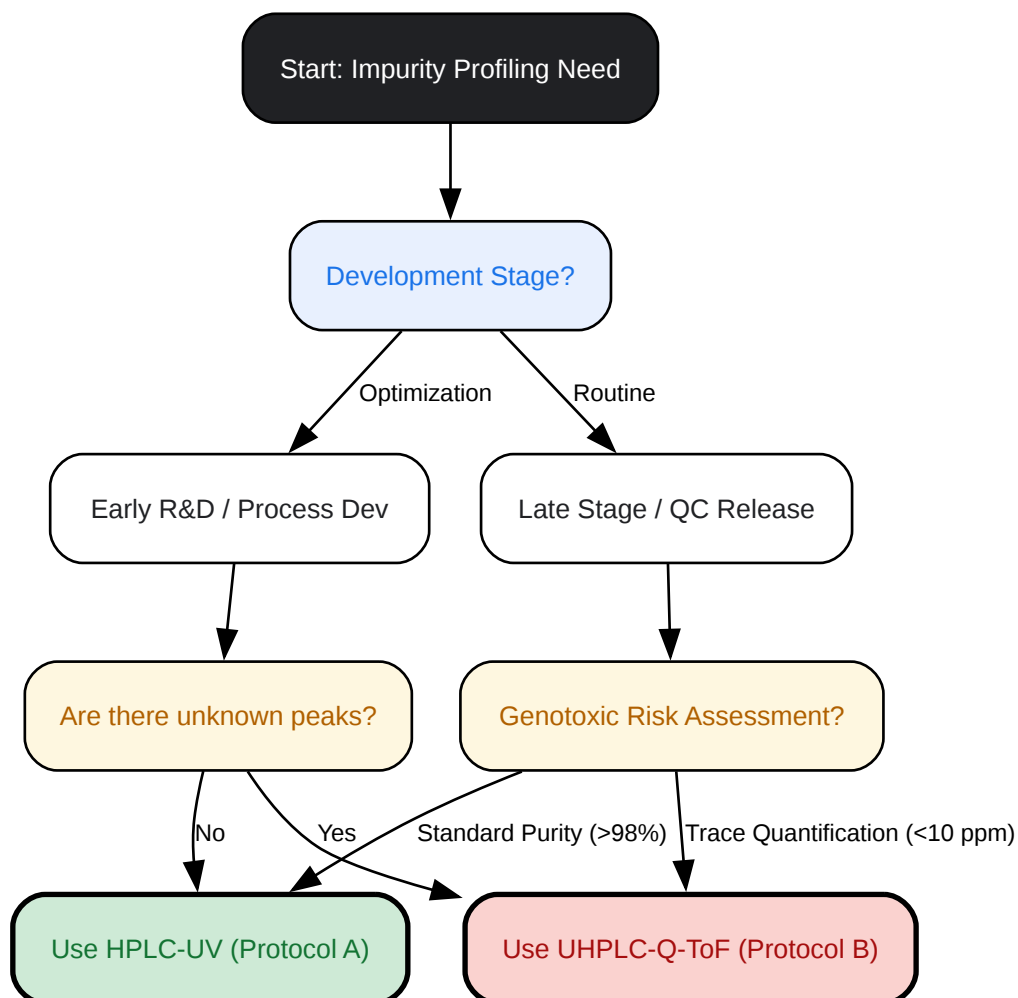 Start: Impurity Profiling Need
Development Stage?
Optimization
Routine
Early R&D / Process Dev
Late Stage / QC Release
Are there unknown peaks?
Genotoxic Risk Assessment?
No
Yes
Standard Purity (>98%)
Trace Quantification (<10 ppm)
Use HPLC-UV (Protocol A)
Use UHPLC-Q-ToF (Protocol B)